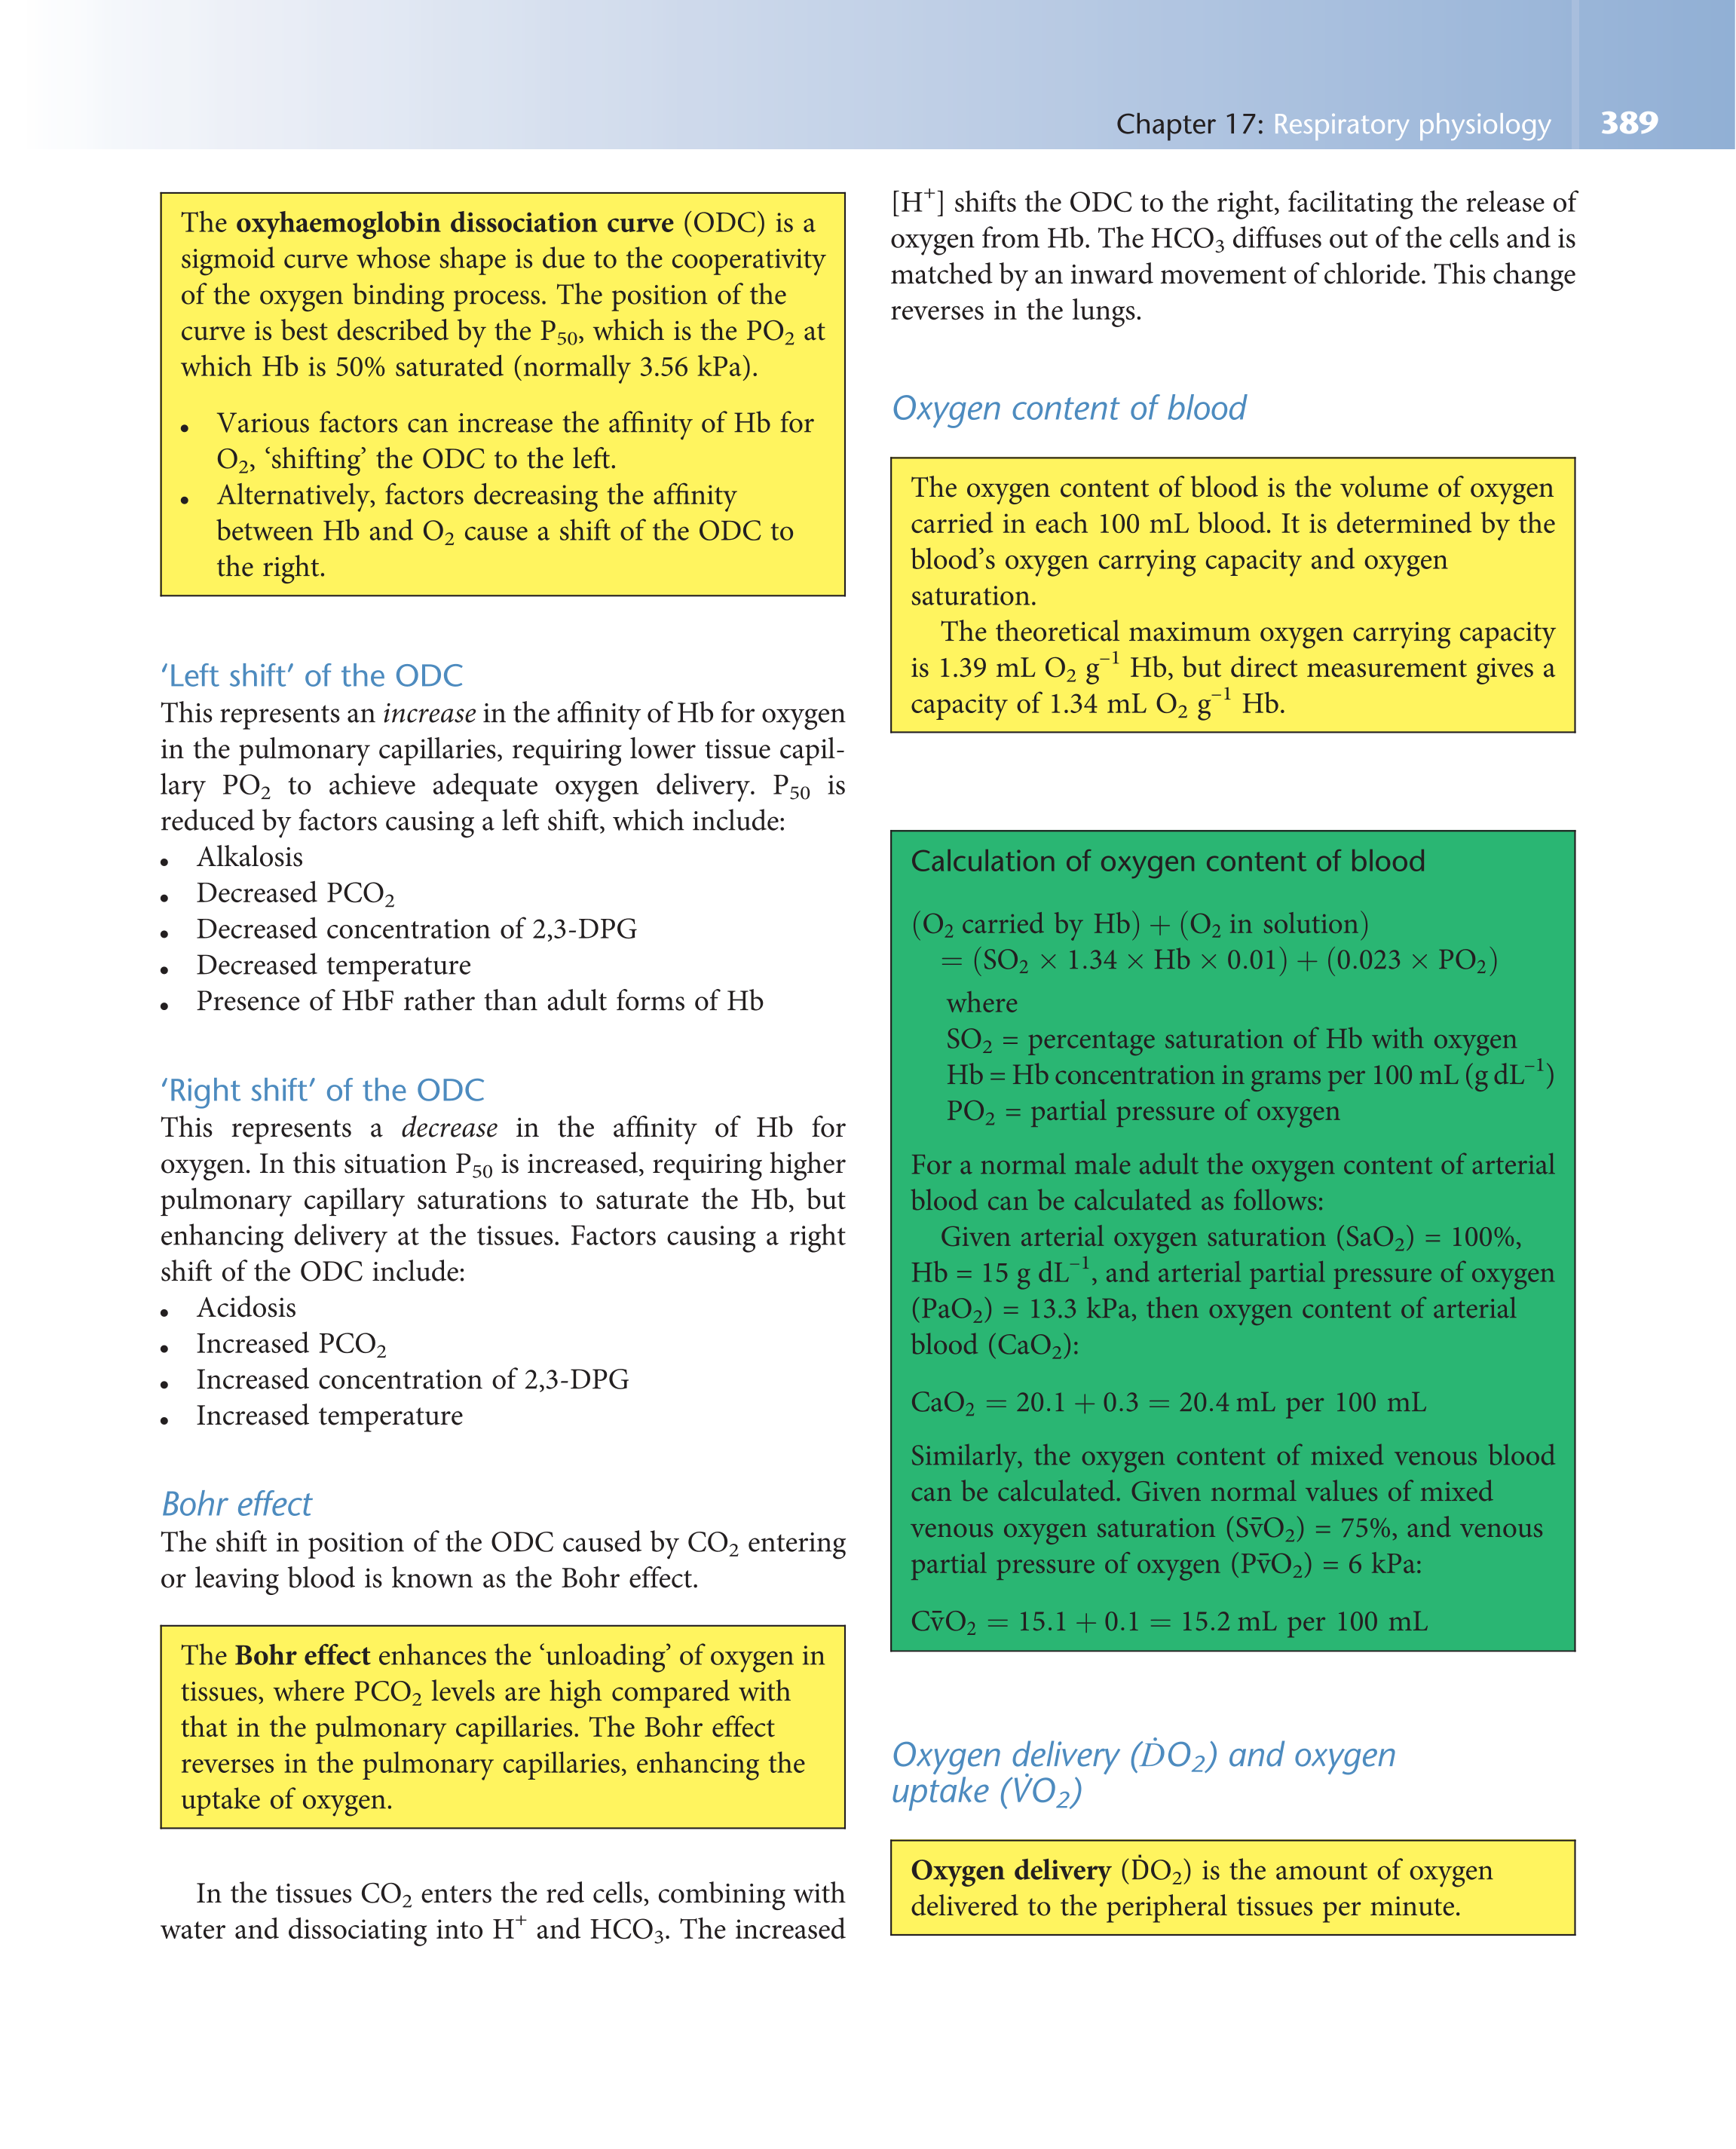 Chapter 17: Respiratory physiology 389
The oxyhaemoglobin dissociation curve (ODC) is a
sigmoid curve whose shape is due to the cooperativity
of the oxygen binding process. The position of the
curve is best described by the P₅₀, which is the PO₂ at
which Hb is 50% saturated (normally 3.56 kPa).
• Various factors can increase the affinity of Hb for
O₂, ‘shifting’ the ODC to the left.
• Alternatively, factors decreasing the affinity
between Hb and O₂ cause a shift of the ODC to
the right.
‘Left shift’ of the ODC
This represents an increase in the affinity of Hb for oxygen
in the pulmonary capillaries, requiring lower tissue capil-
lary PO₂ to achieve adequate oxygen delivery. P₅₀ is
reduced by factors causing a left shift, which include:
• Alkalosis
• Decreased PCO₂
• Decreased concentration of 2,3-DPG
• Decreased temperature
• Presence of HbF rather than adult forms of Hb
‘Right shift’ of the ODC
This represents a decrease in the affinity of Hb for
oxygen. In this situation P₅₀ is increased, requiring higher
pulmonary capillary saturations to saturate the Hb, but
enhancing delivery at the tissues. Factors causing a right
shift of the ODC include:
• Acidosis
• Increased PCO₂
• Increased concentration of 2,3-DPG
• Increased temperature
Bohr effect
The shift in position of the ODC caused by CO₂ entering
or leaving blood is known as the Bohr effect.
The Bohr effect enhances the ‘unloading’ of oxygen in
tissues, where PCO₂ levels are high compared with
that in the pulmonary capillaries. The Bohr effect
reverses in the pulmonary capillaries, enhancing the
uptake of oxygen.
In the tissues CO₂ enters the red cells, combining with
water and dissociating into H⁺ and HCO₃. The increased
[H⁺] shifts the ODC to the right, facilitating the release of
oxygen from Hb. The HCO₃ diffuses out of the cells and is
matched by an inward movement of chloride. This change
reverses in the lungs.
Oxygen content of blood
The oxygen content of blood is the volume of oxygen
carried in each 100 mL blood. It is determined by the
blood’s oxygen carrying capacity and oxygen
saturation.
The theoretical maximum oxygen carrying capacity
is 1.39 mL O₂ g⁻¹ Hb, but direct measurement gives a
capacity of 1.34 mL O₂ g⁻¹ Hb.
Calculation of oxygen content of blood
(O₂ carried by Hb) + (O₂ in solution)
= (SO₂ × 1.34 × Hb × 0.01) + (0.023 × PO₂)
where
SO₂ = percentage saturation of Hb with oxygen
Hb = Hb concentration in grams per 100 mL (g dL⁻¹)
PO₂ = partial pressure of oxygen
For a normal male adult the oxygen content of arterial
blood can be calculated as follows:
Given arterial oxygen saturation (SaO₂) = 100%,
Hb = 15 g dL⁻¹, and arterial partial pressure of oxygen
(PaO₂) = 13.3 kPa, then oxygen content of arterial
blood (CaO₂):
CaO₂ = 20.1 + 0.3 = 20.4 mL per 100 mL
Similarly, the oxygen content of mixed venous blood
can be calculated. Given normal values of mixed
venous oxygen saturation (Sv̄O₂) = 75%, and venous
partial pressure of oxygen (Pv̄O₂) = 6 kPa:
Cv̄O₂ = 15.1 + 0.1 = 15.2 mL per 100 mL
Oxygen delivery (ḊO₂) and oxygen
uptake (V̇O₂)
Oxygen delivery (ḊO₂) is the amount of oxygen
delivered to the peripheral tissues per minute.